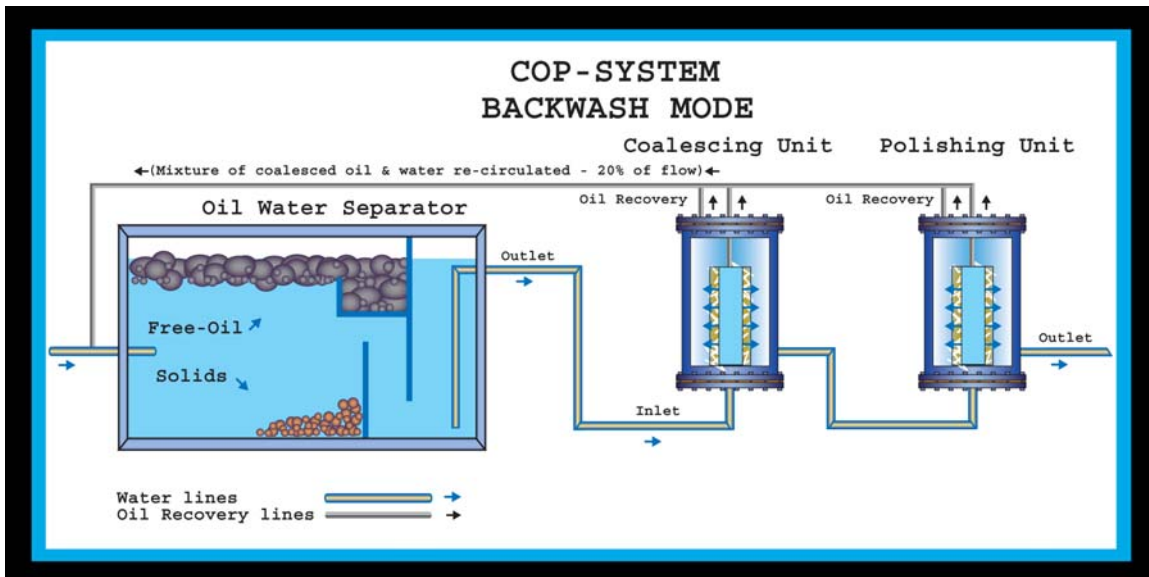 COP-SYSTEM
BACKWASH MODE
Coalescing Unit
Polishing Unit
←(Mixture of coalesced oil & water re-circulated - 20% of flow)←
Oil Recovery
Oil Recovery
Oil Water Separator
Outlet
Free-Oil
Outlet
Solids
Inlet
Water lines
Oil Recovery lines